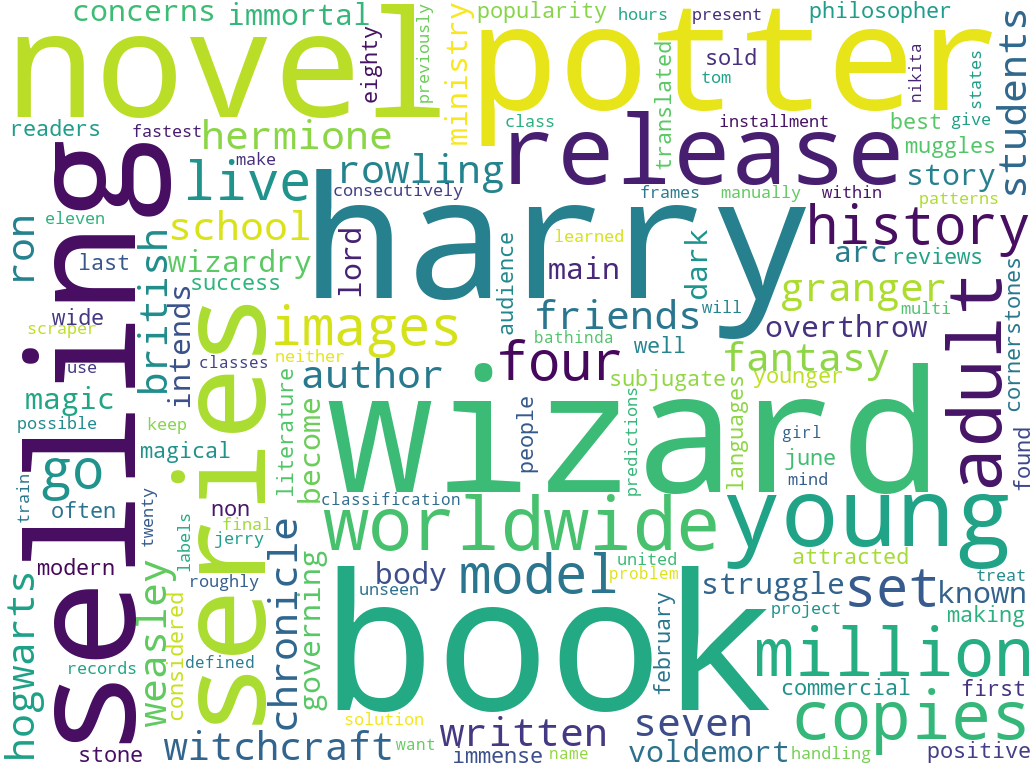 concerns
immortal
popularity
hours
present
philosopher
novel
potter
eighty
previously
ministry
translated
sold
tom
nikita
states
students
readers
fastest
hermione
class
installment
best
give
muggles
release
make
live
rowling
consecutively
frames
manually
within
story
patterns
selling
eleven
ron
school
lord
harry
learned
history
last
british
wizardry
audience
main
dark
arc
reviews
cornerstones
success
wide
intends
series
images
friends
will
granger
multi
adult
scraper
bathinda
overthrow
use
classes
neither
author
four
well
fantasy
subjugate
younger
magic
literature
become
wizard
possible
keep
people
predictions
languages
girl
found
magical
go
june
mind
train
often
twenty
non
classification
worldwide
young
final
jerry
labels
chronicle
attracted
modern
hogwarts
weasley
considered
roughly
governing
body
unseen
model
united
problem
struggle
set
known
treat
book
february
project
making
records
defined
million
commercial
first
solution
copies
stone
witchcraft
want
written
immense
name
seven
voldemort
handling
positive